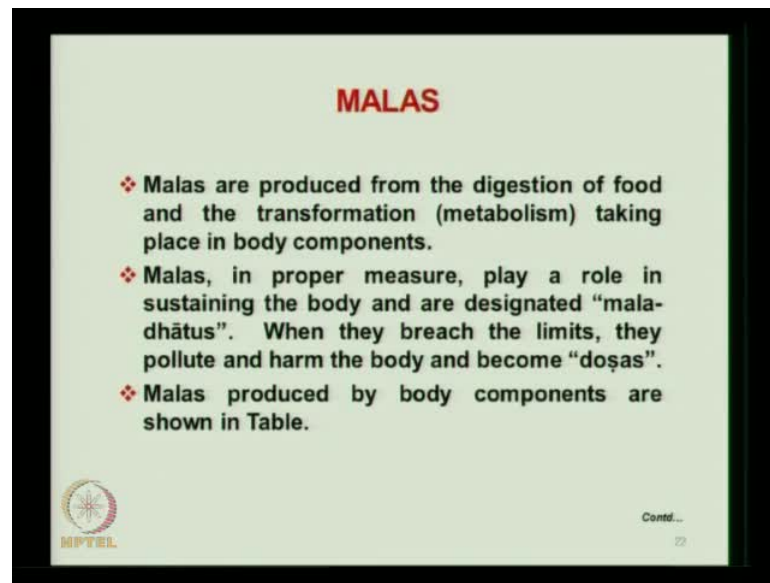 MALAS
❖ Malas are produced from the digestion of food
and the transformation (metabolism) taking
place in body components.
❖ Malas, in proper measure, play a role in
sustaining the body and are designated “mala-
dhātus”. When they breach the limits, they
pollute and harm the body and become “doṣas”.
❖ Malas produced by body components are
shown in Table.
Contd...
NPTEL
22